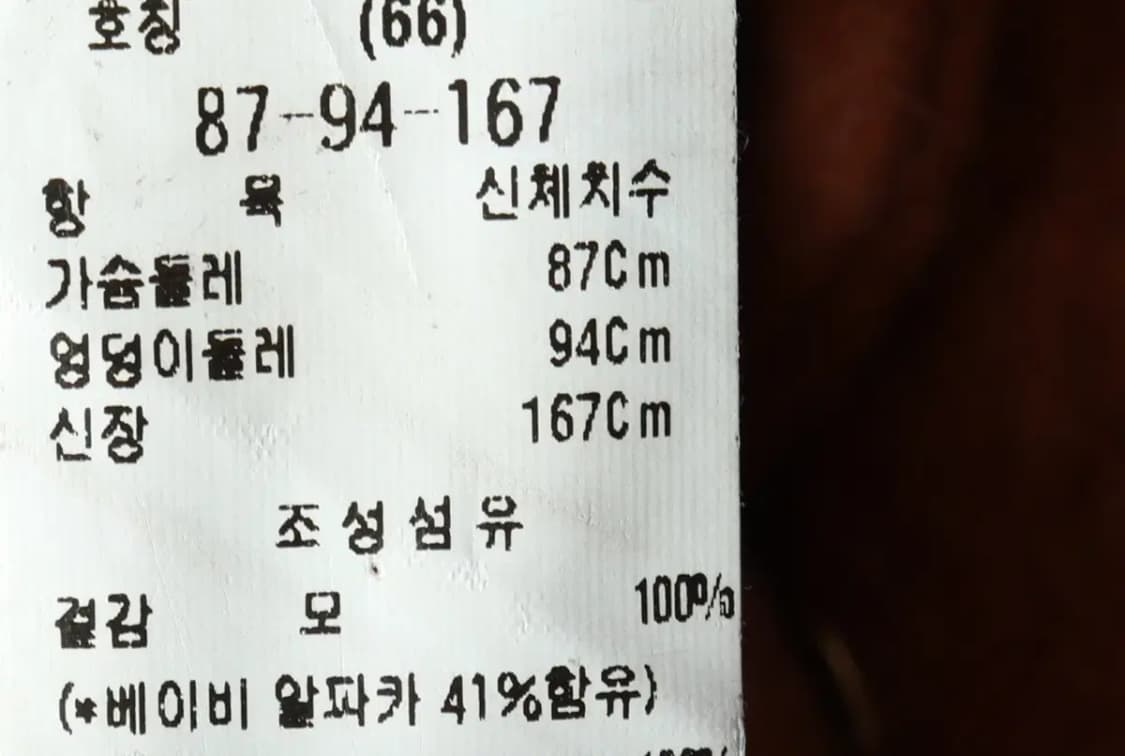 호칭 (66)
87-94-167
항 목 신체치수
가슴둘레 87Cm
엉덩이둘레 94Cm
신장 167Cm
조성섬유
겉감 모 100%
(*베이비 알파카 41%함유)